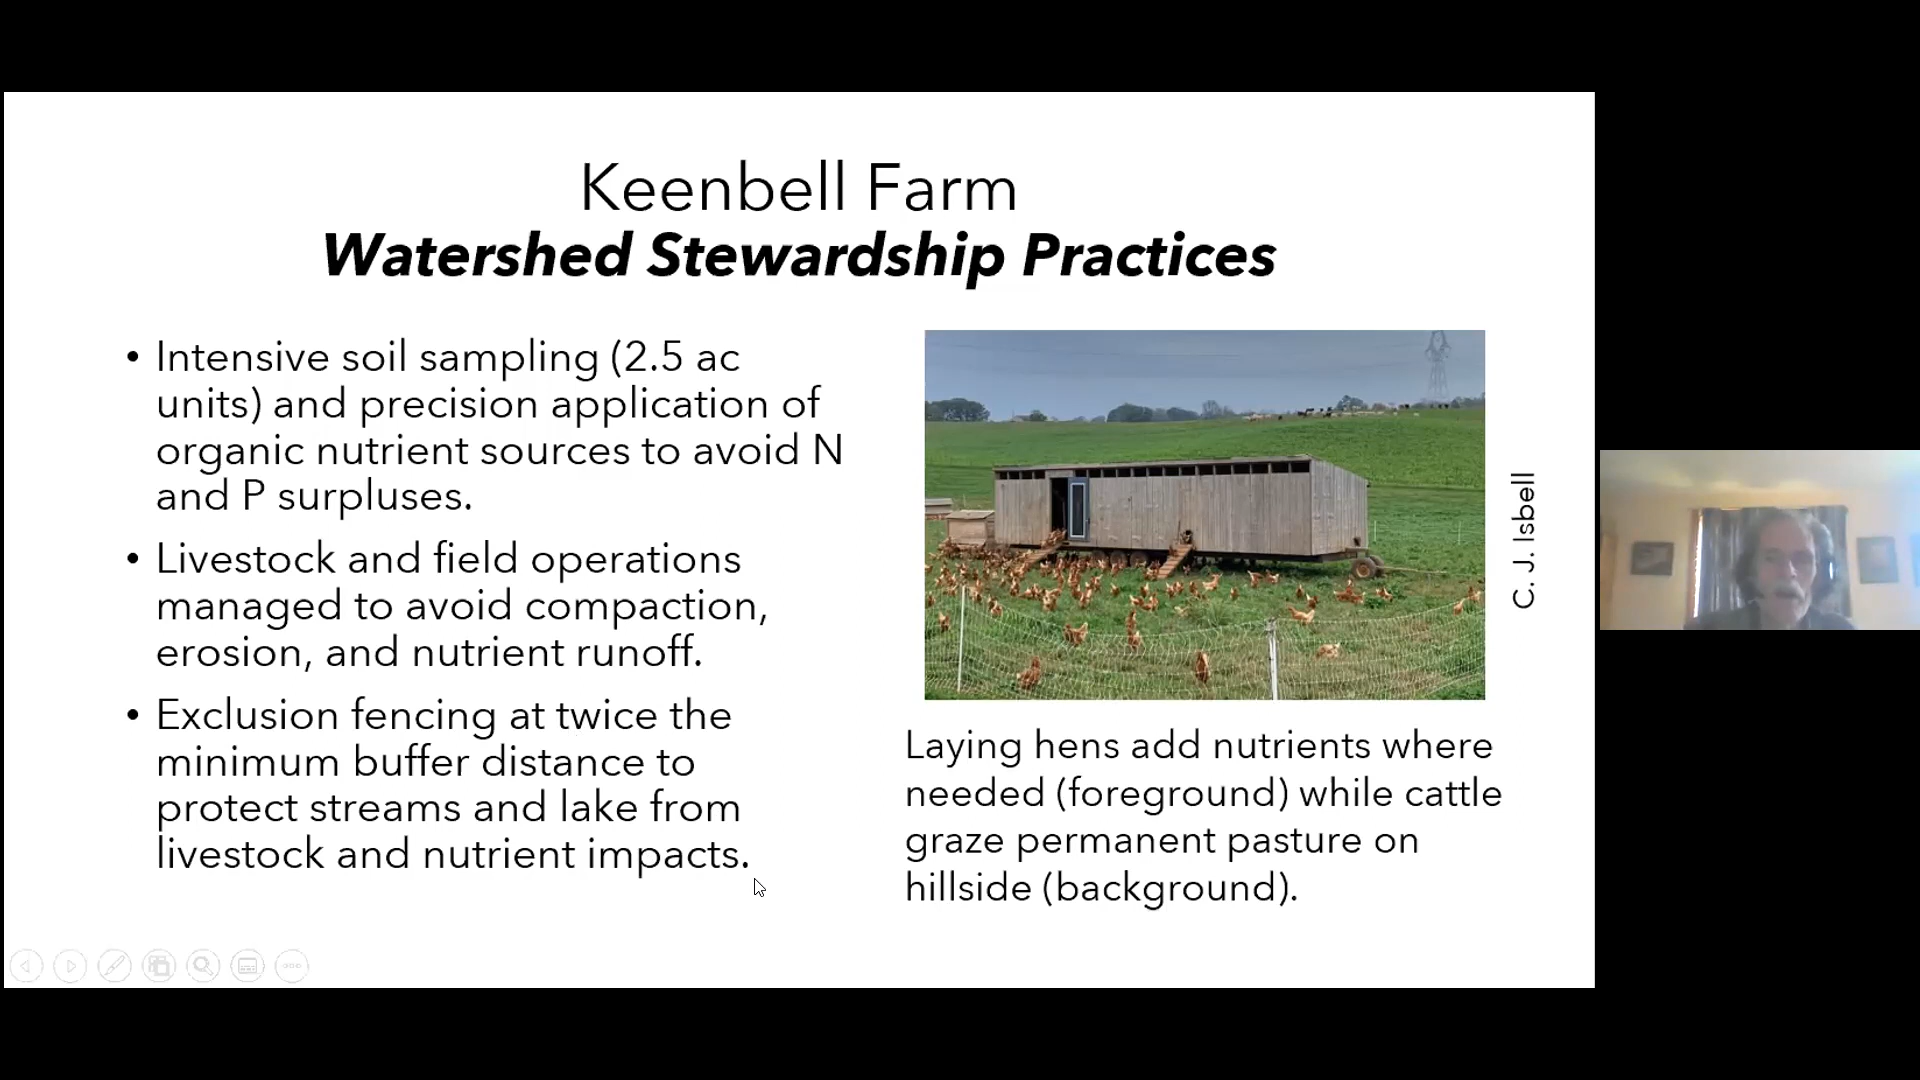 Keenbell Farm
Watershed Stewardship Practices
• Intensive soil sampling (2.5 ac
units) and precision application of
organic nutrient sources to avoid N
and P surpluses.
• Livestock and field operations
managed to avoid compaction,
erosion, and nutrient runoff.
• Exclusion fencing at twice the
minimum buffer distance to
protect streams and lake from
livestock and nutrient impacts.
C. J. Isbell
Laying hens add nutrients where
needed (foreground) while cattle
graze permanent pasture on
hillside (background).